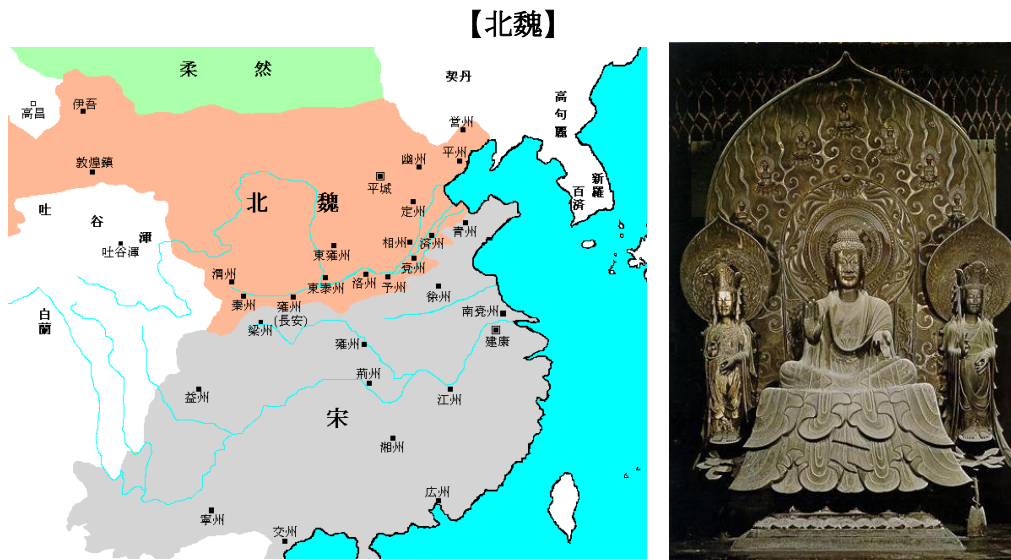 【北魏】
柔然
契丹
高句麗
新羅
百済
高昌
伊吾
敦煌鎮
営州
平州
幽州
平城
北魏
定州
吐谷渾
吐谷渾
相州
済州
青州
東雍州
兗州
渭州
東泰州
洛州
予州
秦州
雍州
(長安)
徐州
白蘭
梁州
南兗州
建康
雍州
荊州
益州
江州
宋
湘州
広州
寧州
交州